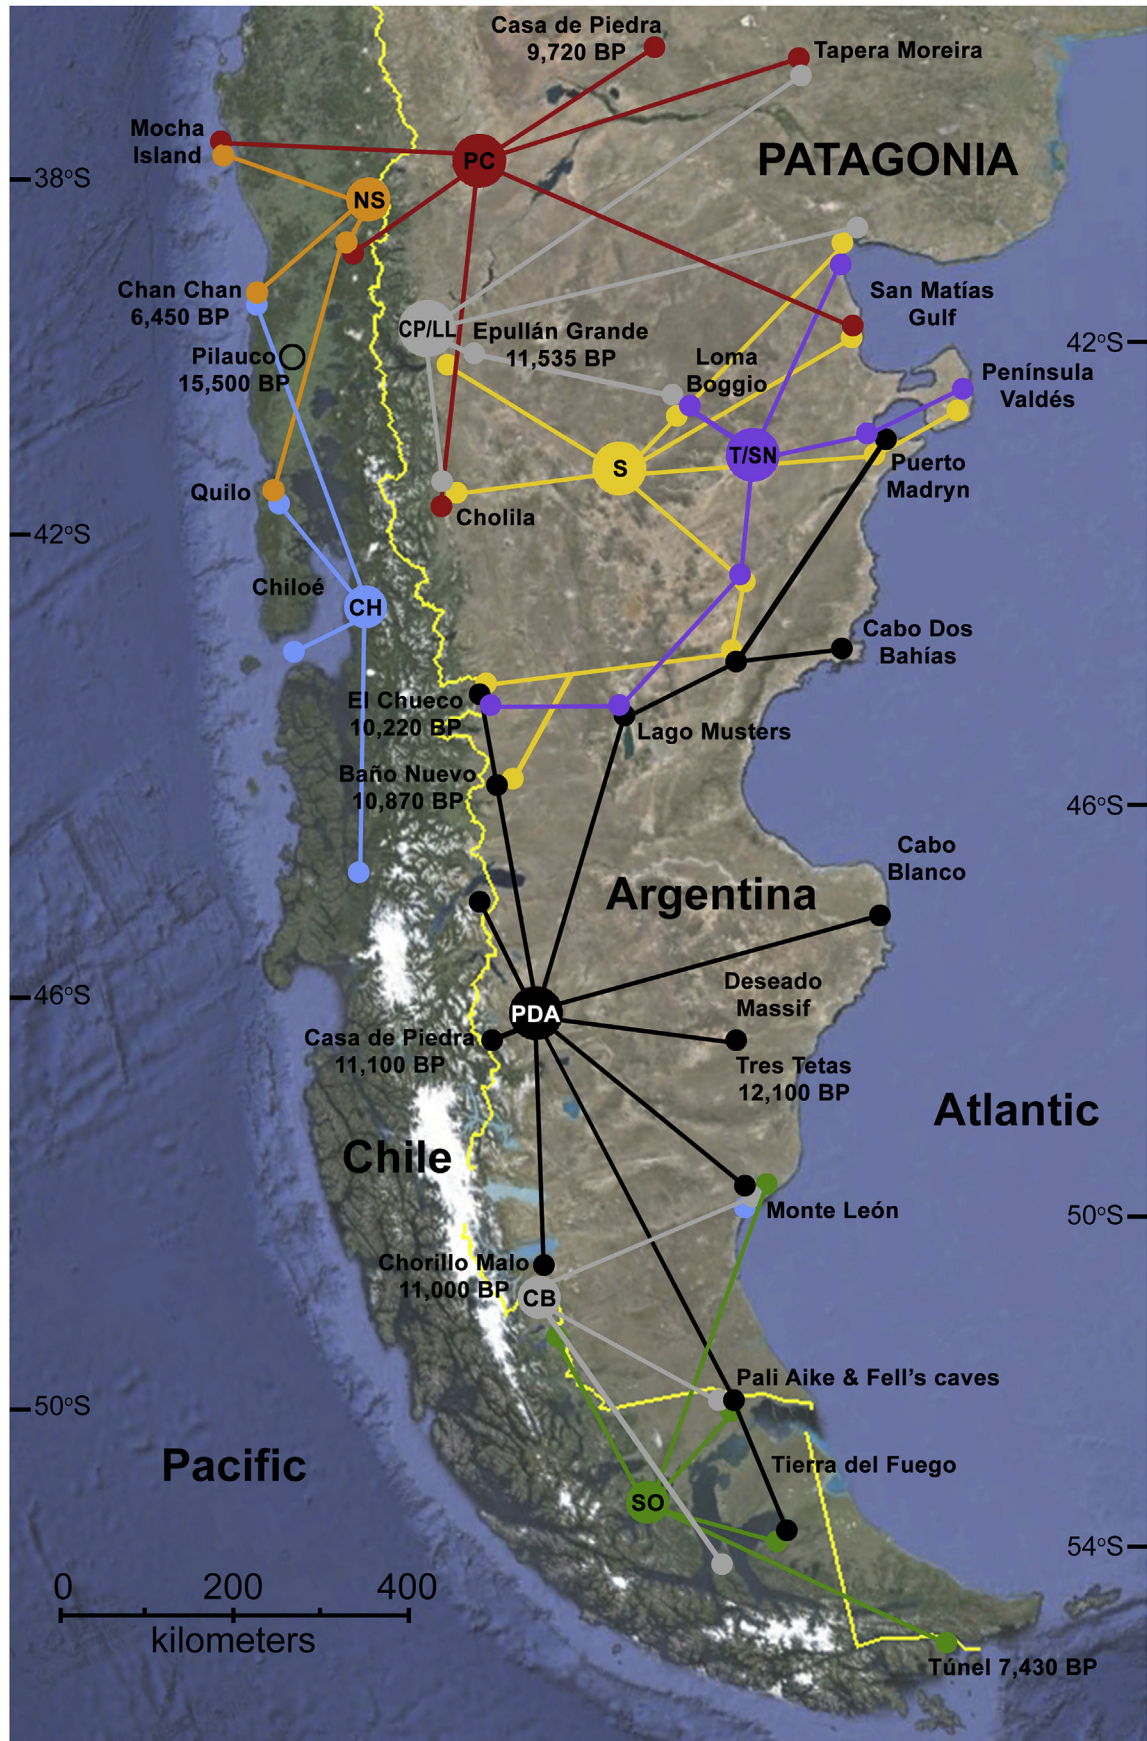 Casa de Piedra
9,720 BP
Tapera Moreira
Mocha
Island
PC
PATAGONIA
38°S
NS
Chan Chan
6,450 BP
San Matías
Gulf
CP/LL
Epullán Grande
11,535 BP
42°S
Pilauco
15,500 BP
Loma
Boggio
Península
Valdés
S
T/SN
Puerto
Madryn
Quilo
Cholila
42°S
Chiloé
CH
Cabo Dos
Bahías
El Chueco
10,220 BP
Lago Musters
Baño Nuevo
10,870 BP
46°S
Cabo
Blanco
Argentina
46°S
Deseado
Massif
PDA
Casa de Piedra
11,100 BP
Tres Tetas
12,100 BP
Atlantic
Chile
Monte León
50°S
Chorillo Malo
11,000 BP
CB
Pali Aike & Fell's caves
50°S
Pacific
Tierra del Fuego
SO
54°S
0 200 400
kilometers
Túnel 7,430 BP